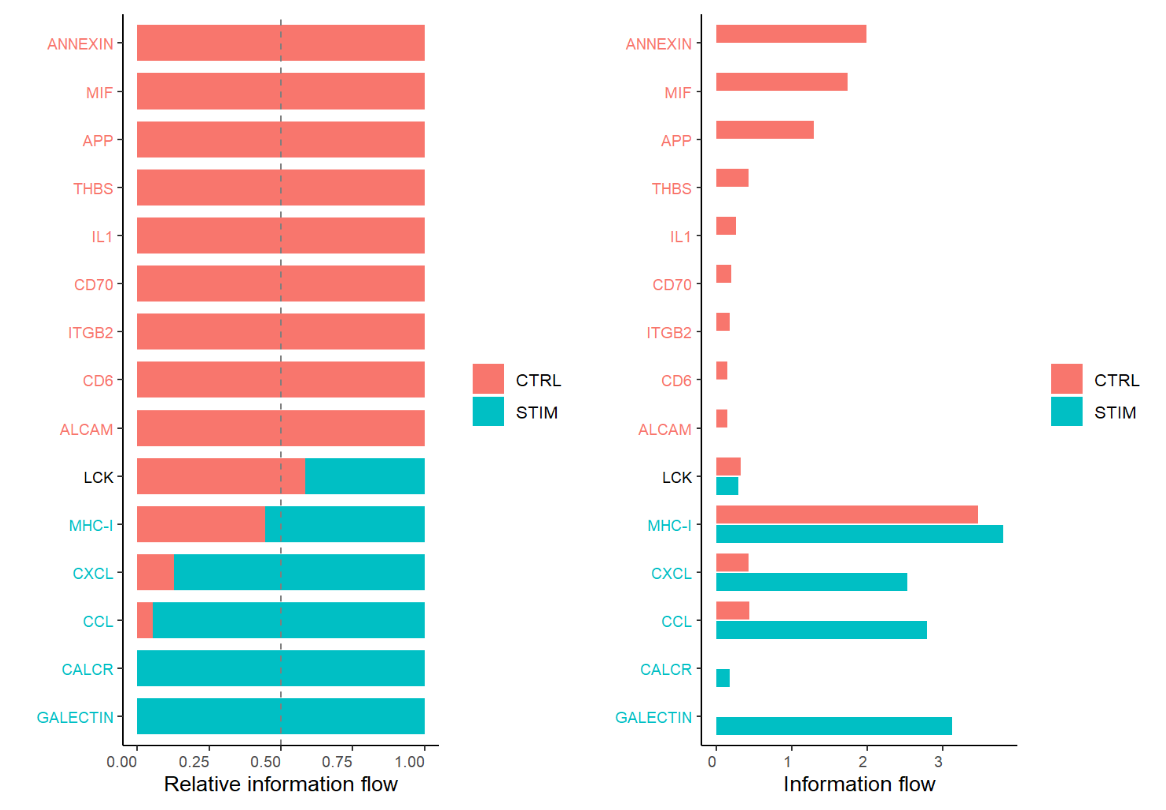 ANNEXIN
MIF
APP
THBS
IL1
CD70
ITGB2
CD6
ALCAM
LCK
MHC-I
CXCL
CCL
CALCR
GALECTIN
0.00 0.25 0.50 0.75 1.00
Relative information flow
CTRL
STIM
ANNEXIN
MIF
APP
THBS
IL1
CD70
ITGB2
CD6
ALCAM
LCK
MHC-I
CXCL
CCL
CALCR
GALECTIN
0 1 2 3
Information flow
CTRL
STIM